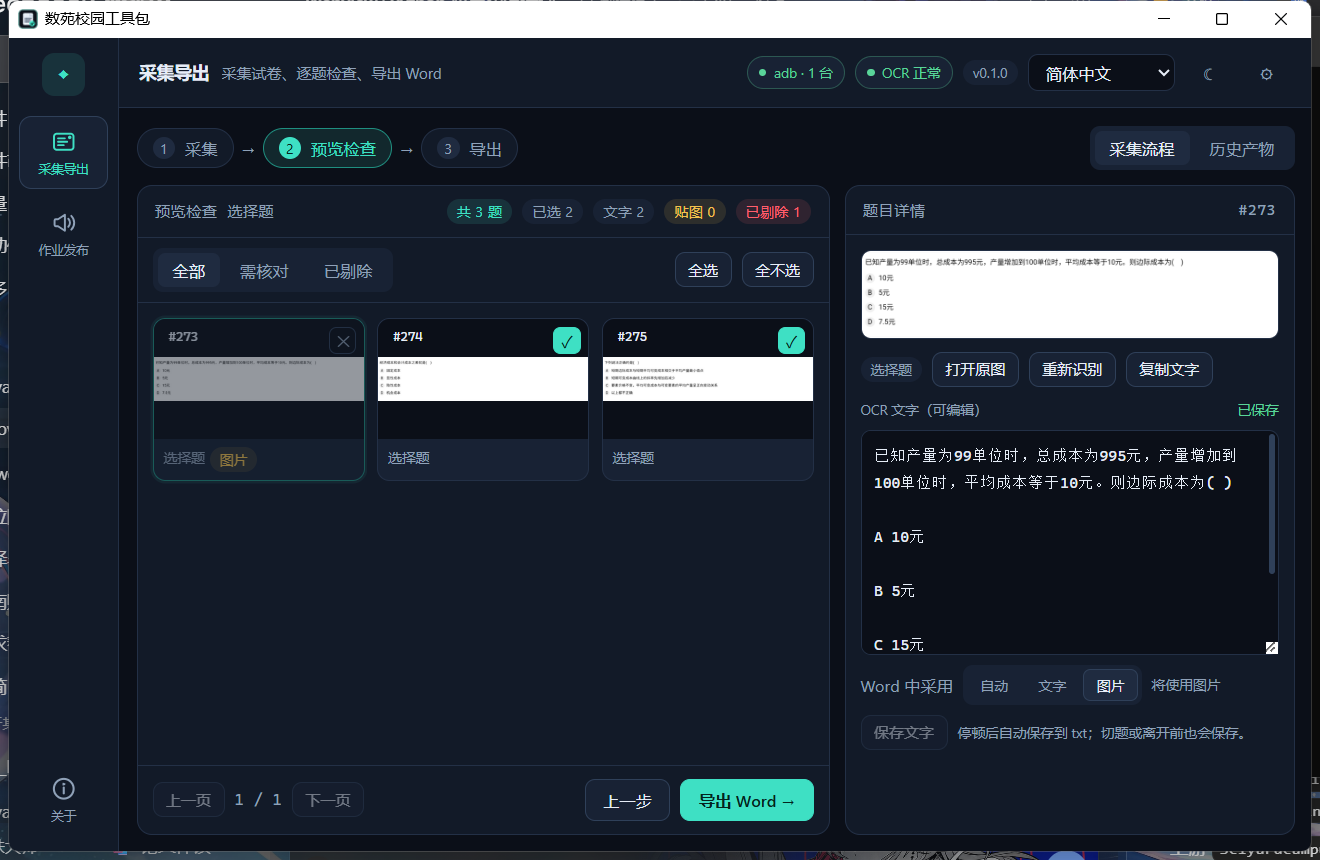 数苑校园工具包
采集导出 采集试卷、逐题检查、导出 Word
adb · 1 台
OCR 正常
v0.1.0
简体中文
采集导出
作业发布
关于
1 采集 → 2 预览检查 → 3 导出
采集流程 历史产物
预览检查 选择题
共 3 题 已选 2 文字 2 贴图 0 已剔除 1
全部 需核对 已剔除
全选 全不选
#273
选择题 图片
#274
选择题
#275
选择题
上一页 1 / 1 下一页
上一步 导出 Word →
题目详情 #273
已知产量为99单位时，总成本为995元，产量增加到100单位时，平均成本等于10元。则边际成本为( )
A 10元
B 5元
C 15元
D 7.5元
选择题 打开原图 重新识别 复制文字
OCR 文字（可编辑） 已保存
已知产量为99单位时，总成本为995元，产量增加到
100单位时，平均成本等于10元。则边际成本为( )
A 10元
B 5元
C 15元
Word 中采用 自动 文字 图片 将使用图片
保存文字 停顿后自动保存到 txt；切题或离开前也会保存。